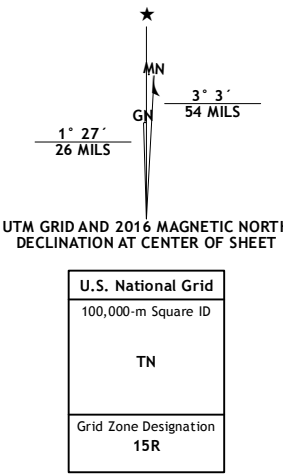 ★
MN
3° 3´
54 MILS
GN
1° 27´
26 MILS
UTM GRID AND 2016 MAGNETIC NORTH
DECLINATION AT CENTER OF SHEET
U.S. National Grid
100,000-m Square ID
TN
Grid Zone Designation
15R